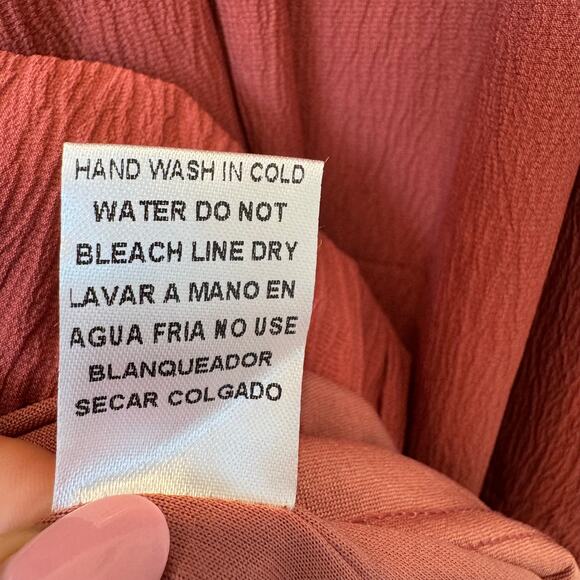 HAND WASH IN COLD
WATER DO NOT
BLEACH LINE DRY
LAVAR A MANO EN
AGUA FRIA NO USE
BLANQUEADOR
SECAR COLGADO